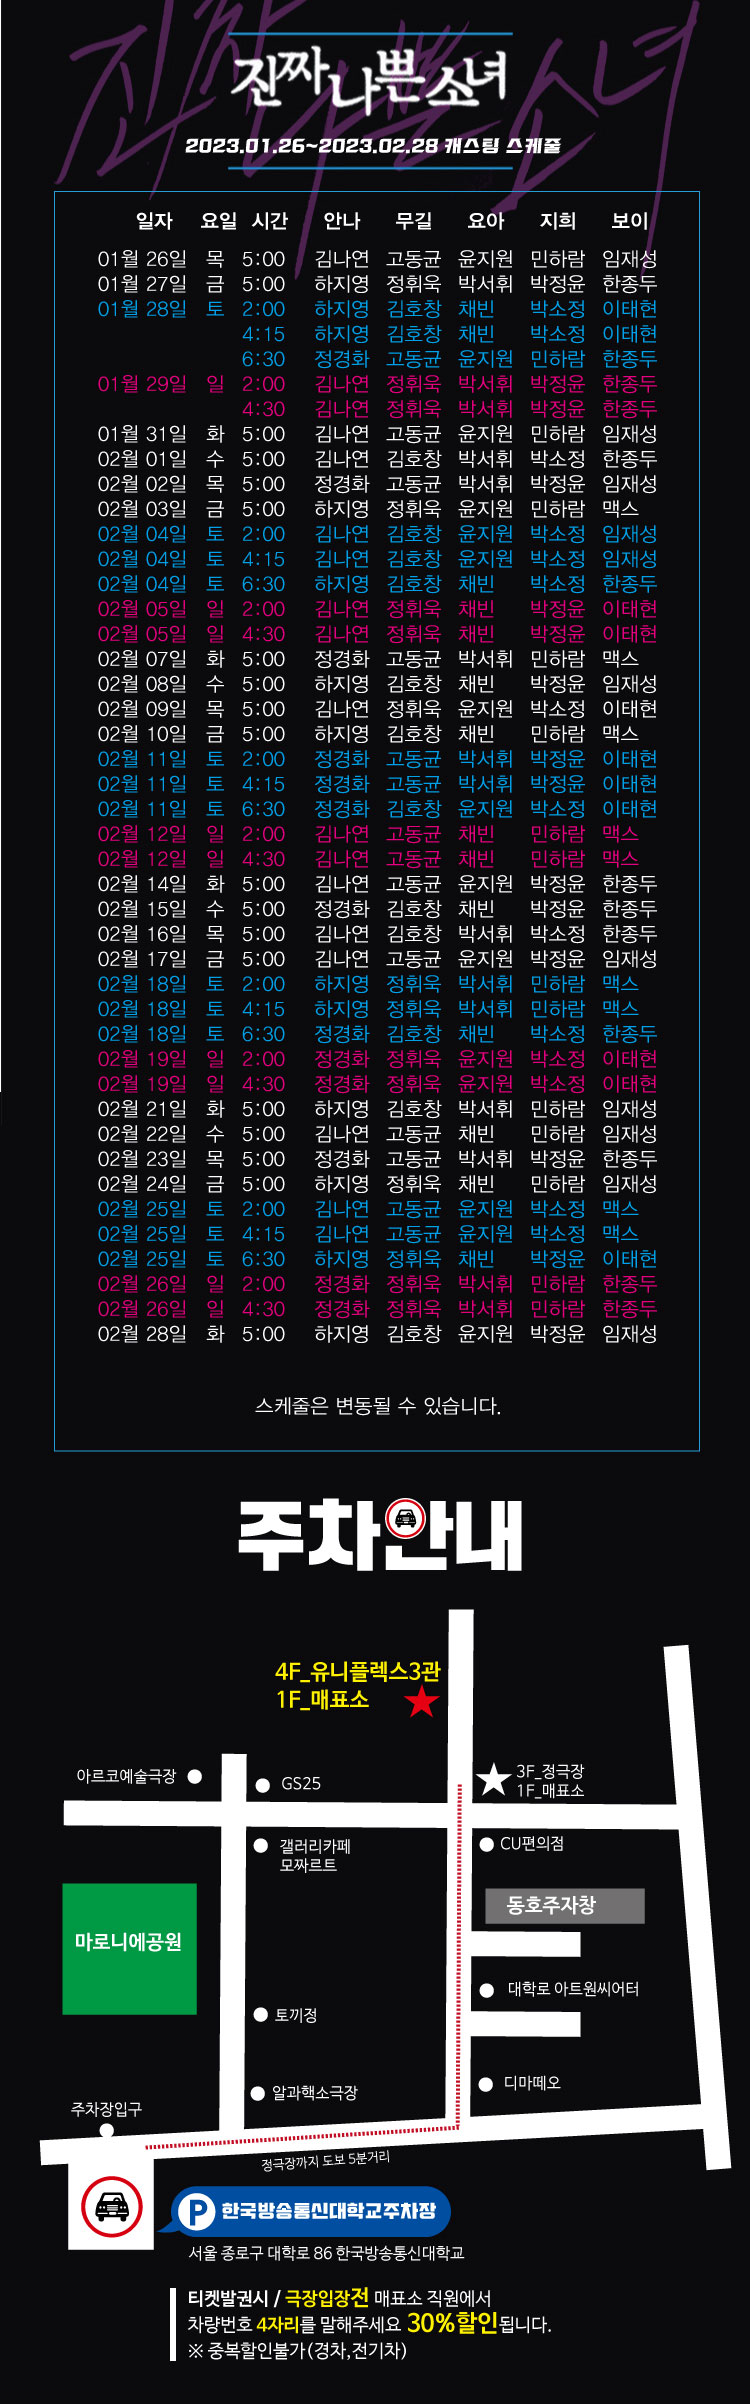 진짜나쁜소녀
진짜나쁜소녀
2023.01.26~2023.02.28 캐스팅 스케줄
일자 요일 시간 안나 무길 요아 지희 보이
01월 26일 목 5:00 김나연 고동균 윤지원 민하람 임재성
01월 27일 금 5:00 하지영 정휘욱 박서휘 박정윤 한종두
01월 28일 토 2:00 하지영 김호창 채빈 박소정 이태현
4:15 하지영 김호창 채빈 박소정 이태현
6:30 정경화 고동균 윤지원 민하람 한종두
01월 29일 일 2:00 김나연 정휘욱 박서휘 박정윤 한종두
4:30 김나연 정휘욱 박서휘 박정윤 한종두
01월 31일 화 5:00 김나연 고동균 윤지원 민하람 임재성
02월 01일 수 5:00 김나연 김호창 박서휘 박소정 한종두
02월 02일 목 5:00 정경화 고동균 박서휘 박정윤 임재성
02월 03일 금 5:00 하지영 정휘욱 윤지원 민하람 맥스
02월 04일 토 2:00 김나연 김호창 윤지원 박소정 임재성
02월 04일 토 4:15 김나연 김호창 윤지원 박소정 임재성
02월 04일 토 6:30 하지영 김호창 채빈 박소정 한종두
02월 05일 일 2:00 김나연 정휘욱 채빈 박정윤 이태현
02월 05일 일 4:30 김나연 정휘욱 채빈 박정윤 이태현
02월 07일 화 5:00 정경화 고동균 박서휘 민하람 맥스
02월 08일 수 5:00 하지영 김호창 채빈 박정윤 임재성
02월 09일 목 5:00 김나연 정휘욱 윤지원 박소정 이태현
02월 10일 금 5:00 하지영 김호창 채빈 민하람 맥스
02월 11일 토 2:00 정경화 고동균 박서휘 박정윤 이태현
02월 11일 토 4:15 정경화 고동균 박서휘 박정윤 이태현
02월 11일 토 6:30 정경화 김호창 윤지원 박소정 이태현
02월 12일 일 2:00 김나연 고동균 채빈 민하람 맥스
02월 12일 일 4:30 김나연 고동균 채빈 민하람 맥스
02월 14일 화 5:00 김나연 고동균 윤지원 박정윤 한종두
02월 15일 수 5:00 정경화 김호창 채빈 박정윤 한종두
02월 16일 목 5:00 김나연 김호창 박서휘 박소정 한종두
02월 17일 금 5:00 김나연 고동균 윤지원 박정윤 임재성
02월 18일 토 2:00 하지영 정휘욱 박서휘 민하람 맥스
02월 18일 토 4:15 하지영 정휘욱 박서휘 민하람 맥스
02월 18일 토 6:30 정경화 김호창 채빈 박소정 한종두
02월 19일 일 2:00 정경화 정휘욱 윤지원 박소정 이태현
02월 19일 일 4:30 정경화 정휘욱 윤지원 박소정 이태현
02월 21일 화 5:00 하지영 김호창 박서휘 민하람 임재성
02월 22일 수 5:00 김나연 고동균 채빈 민하람 임재성
02월 23일 목 5:00 정경화 고동균 박서휘 박정윤 한종두
02월 24일 금 5:00 하지영 정휘욱 채빈 민하람 임재성
02월 25일 토 2:00 김나연 고동균 윤지원 박소정 맥스
02월 25일 토 4:15 김나연 고동균 윤지원 박소정 맥스
02월 25일 토 6:30 하지영 정휘욱 채빈 박정윤 이태현
02월 26일 일 2:00 정경화 정휘욱 박서휘 민하람 한종두
02월 26일 일 4:30 정경화 정휘욱 박서휘 민하람 한종두
02월 28일 화 5:00 하지영 김호창 윤지원 박정윤 임재성
스케줄은 변동될 수 있습니다.
주차안내
4F_유니플렉스3관
1F_매표소
아르코예술극장
GS25
3F_정극장
1F_매표소
갤러리카페
모짜르트
CU편의점
동호주자창
마로니에공원
대학로 아트원씨어터
토끼정
디마떼오
알과핵소극장
주차장입구
정극장까지 도보 5분거리
P 한국방송통신대학교주차장
서울 종로구 대학로 86 한국방송통신대학교
티켓발권시 / 극장입장전 매표소 직원에서
차량번호 4자리를 말해주세요 30%할인됩니다.
※ 중복할인불가(경차,전기차)